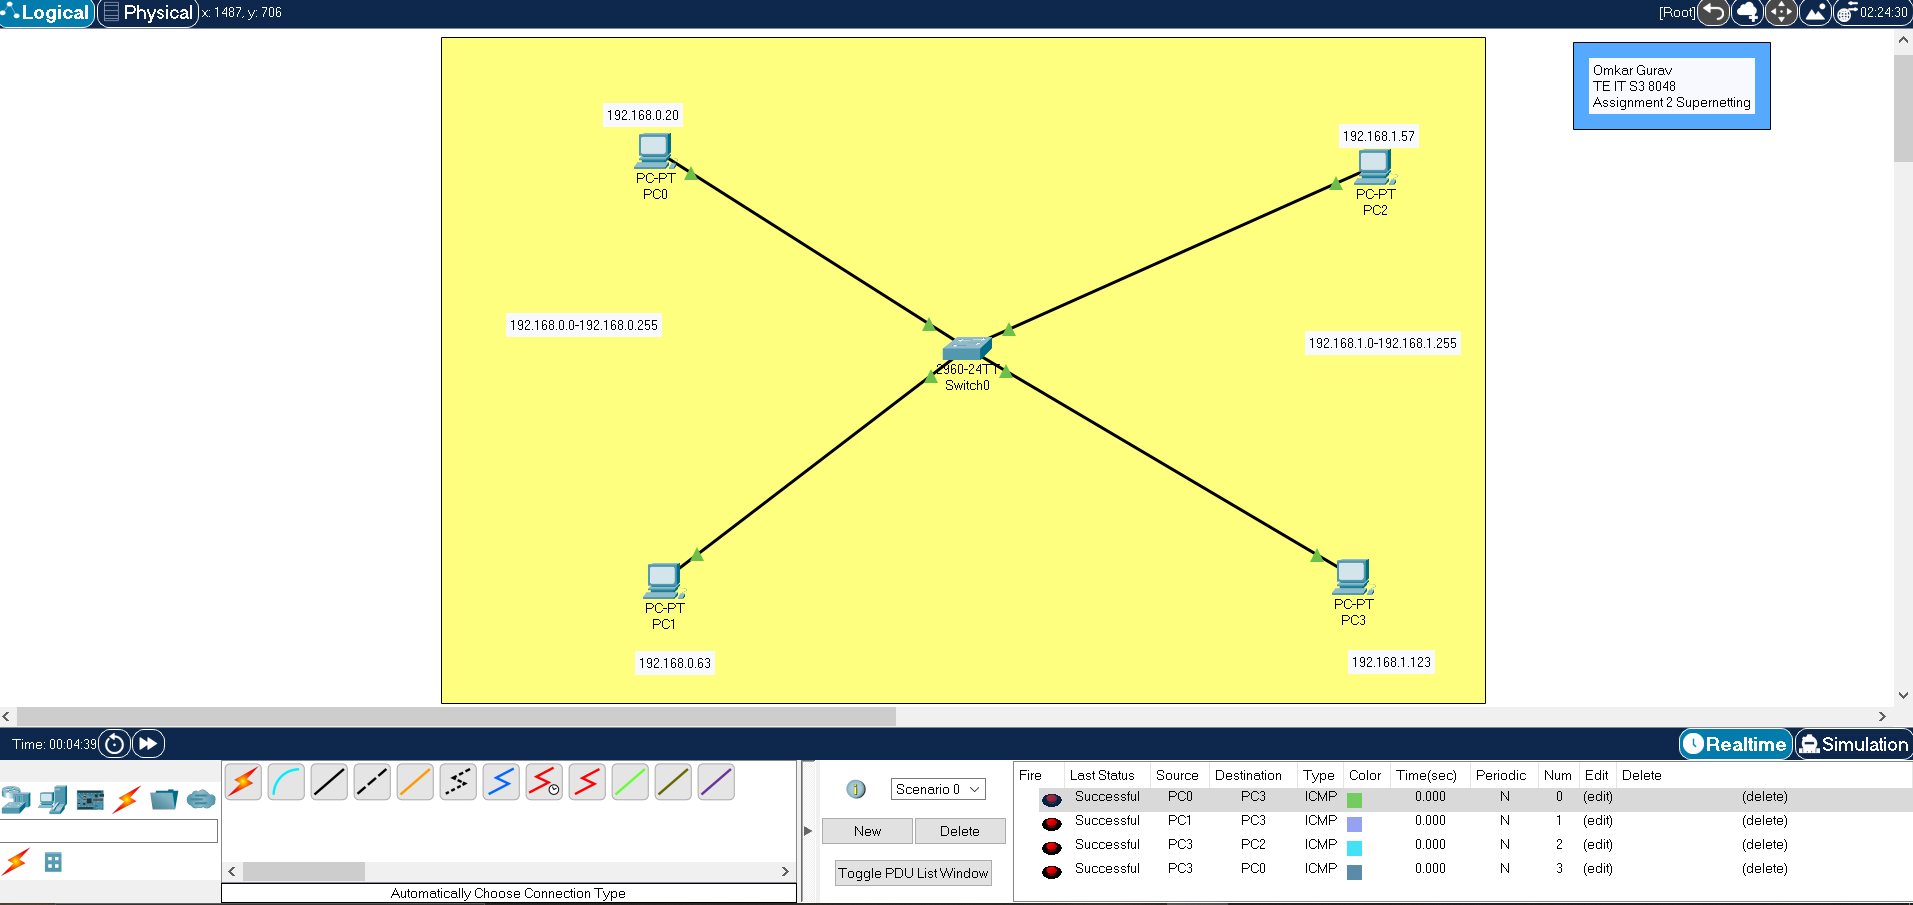 Logical Physical x: 1487, y: 706 [Root] 02:24:30
Omkar Gurav
TE IT S3 8048
Assignment 2 Supernetting
192.168.0.20
PC-PT
PC0
192.168.1.57
PC-PT
PC2
192.168.0.0-192.168.0.255
192.168.1.0-192.168.1.255
2960-24TT
Switch0
PC-PT
PC1
192.168.0.63
PC-PT
PC3
192.168.1.123
Time: 00:04:39 Realtime Simulation
Scenario 0
New Delete
Toggle PDU List Window
Automatically Choose Connection Type
Fire Last Status Source Destination Type Color Time(sec) Periodic Num Edit Delete
Successful PC0 PC3 ICMP 0.000 N 0 (edit) (delete)
Successful PC1 PC3 ICMP 0.000 N 1 (edit) (delete)
Successful PC3 PC2 ICMP 0.000 N 2 (edit) (delete)
Successful PC3 PC0 ICMP 0.000 N 3 (edit) (delete)